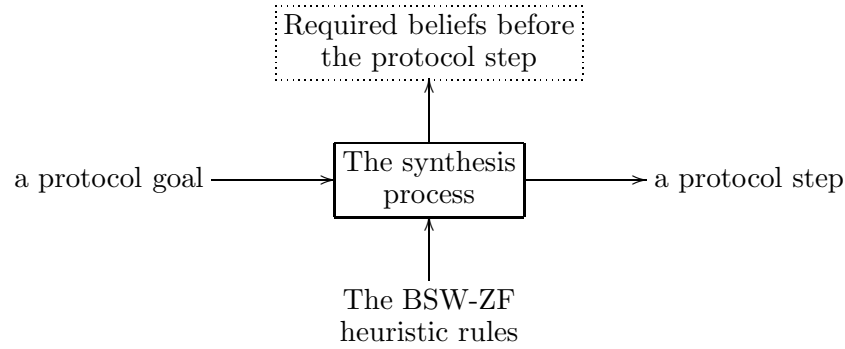 Required beliefs before
the protocol step
a protocol goal
The synthesis
process
a protocol step
The BSW-ZF
heuristic rules